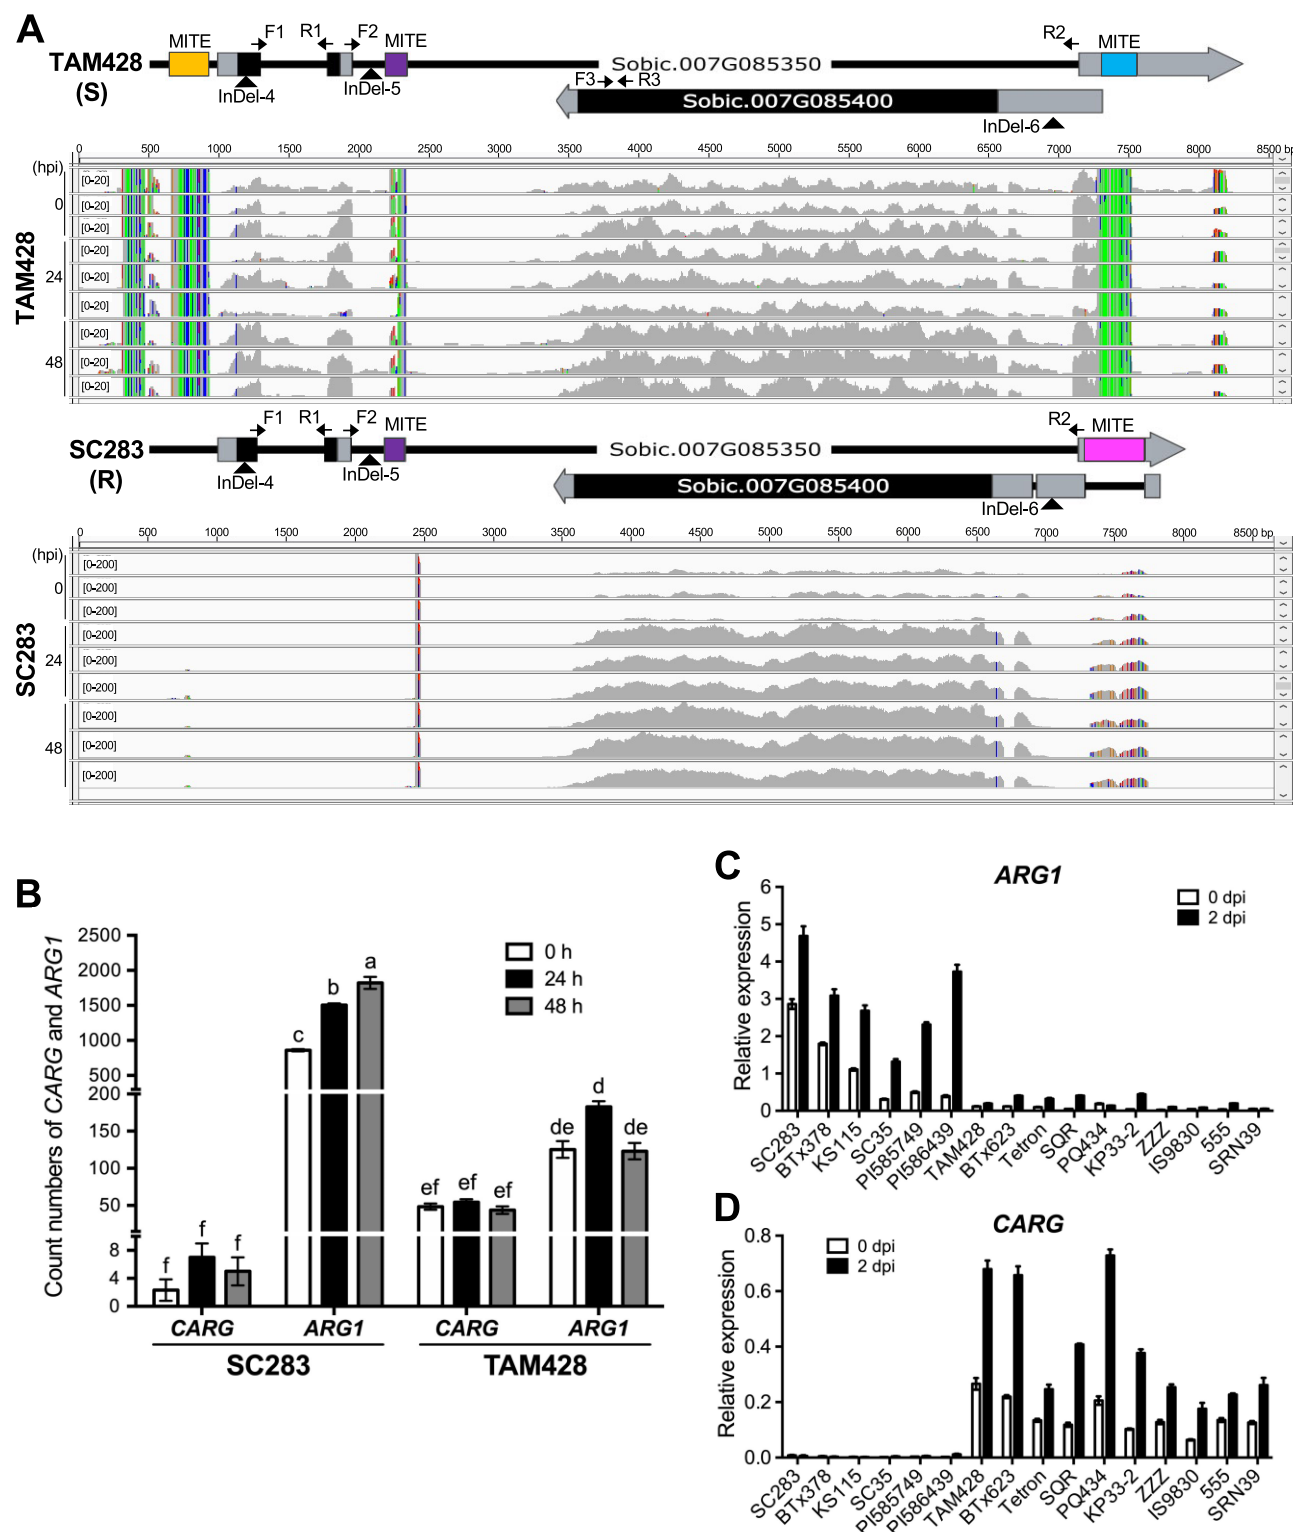 A
TAM428
(S)
MITE
F1
R1
F2
MITE
Sobic.007G085350
R2
MITE
InDel-4
InDel-5
F3
R3
Sobic.007G085400
InDel-6
(hpi)
0 500 1000 1500 2000 2500 3000 3500 4000 4500 5000 5500 6000 6500 7000 7500 8000 8500 bp
TAM428
0
24
48
[0-20]
[0-20]
[0-20]
[0-20]
[0-20]
[0-20]
[0-20]
[0-20]
[0-20]
SC283
(R)
F1
R1
F2
MITE
Sobic.007G085350
R2
MITE
InDel-4
InDel-5
Sobic.007G085400
InDel-6
(hpi)
0 500 1000 1500 2000 2500 3000 3500 4000 4500 5000 5500 6000 6500 7000 7500 8000 8500 bp
SC283
0
24
48
[0-200]
[0-200]
[0-200]
[0-200]
[0-200]
[0-200]
[0-200]
[0-200]
[0-200]
B
Count numbers of CARG and ARG1
2500
2000
1500
1000
500
200
150
100
50
8
4
0
0 h
24 h
48 h
f f f c b a ef ef ef de d de
CARG ARG1 CARG ARG1
SC283 TAM428
C
ARG1
Relative expression
6
5
4
3
2
1
0
0 dpi
2 dpi
SC283 BTx378 KS115 SC35 PI585749 PI586439 TAM428 BTx623 Tetron SQR PQ434 KP33-2 ZZZ IS9830 555 SRN39
D
CARG
Relative expression
0.8
0.6
0.4
0.2
0.0
0 dpi
2 dpi
SC283 BTx378 KS115 SC35 PI585749 PI586439 TAM428 BTx623 Tetron SQR PQ434 KP33-2 ZZZ IS9830 555 SRN39